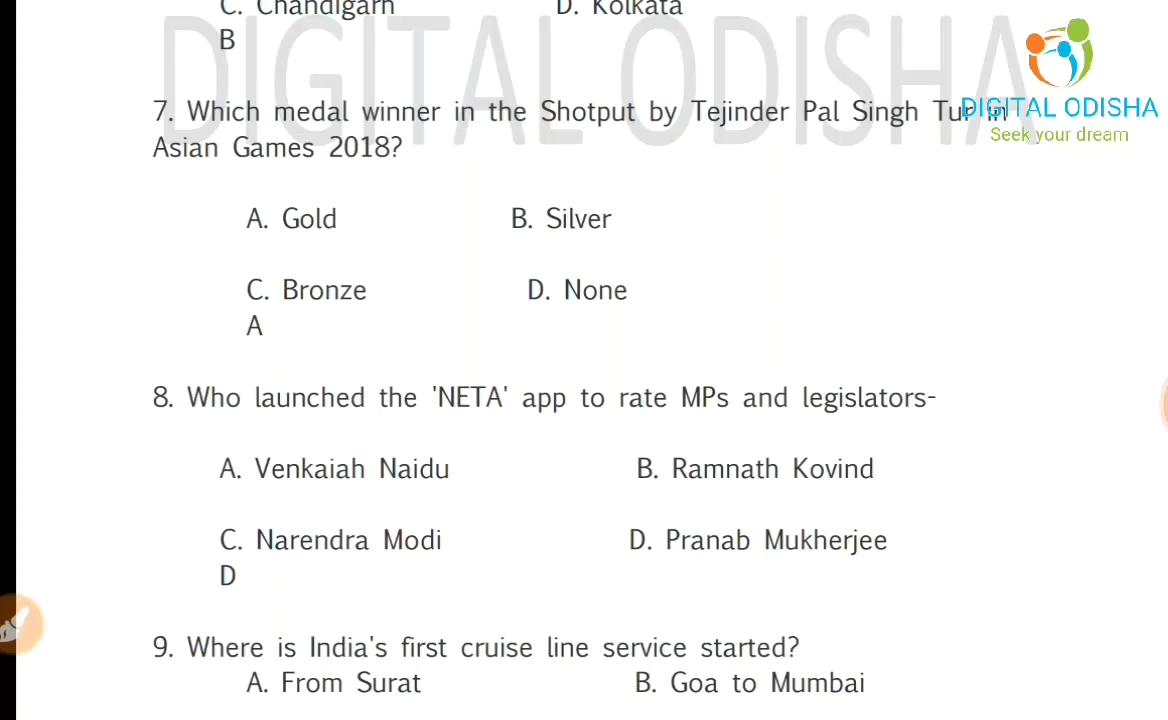 C. Chandigarh D. Kolkata
B
DIGITAL ODISHA
7. Which medal winner in the Shotput by Tejinder Pal Singh Tur in
Asian Games 2018?
DIGITAL ODISHA
Seek your dream
A. Gold B. Silver
C. Bronze D. None
A
8. Who launched the 'NETA' app to rate MPs and legislators-
A. Venkaiah Naidu B. Ramnath Kovind
C. Narendra Modi D. Pranab Mukherjee
D
9. Where is India's first cruise line service started?
A. From Surat B. Goa to Mumbai